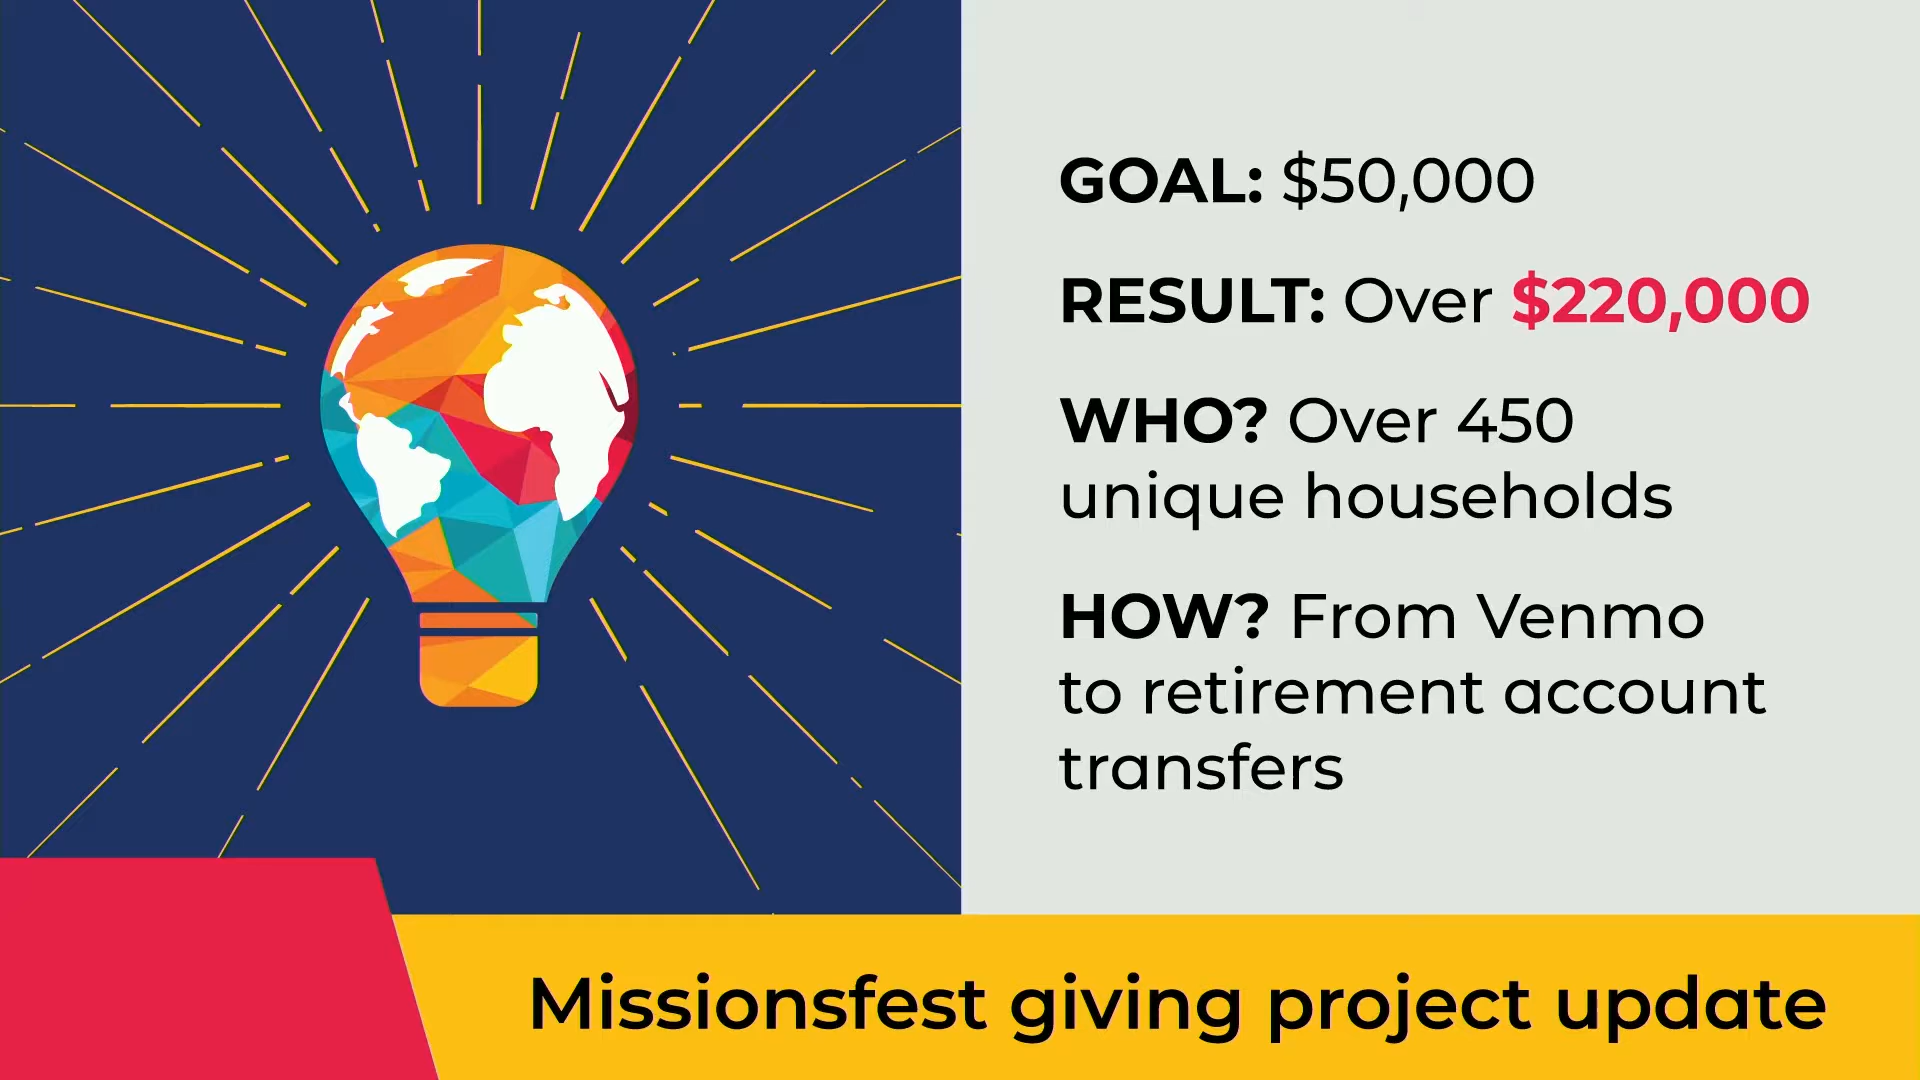 GOAL: $50,000
RESULT: Over $220,000
WHO? Over 450
unique households
HOW? From Venmo
to retirement account
transfers
Missionsfest giving project update